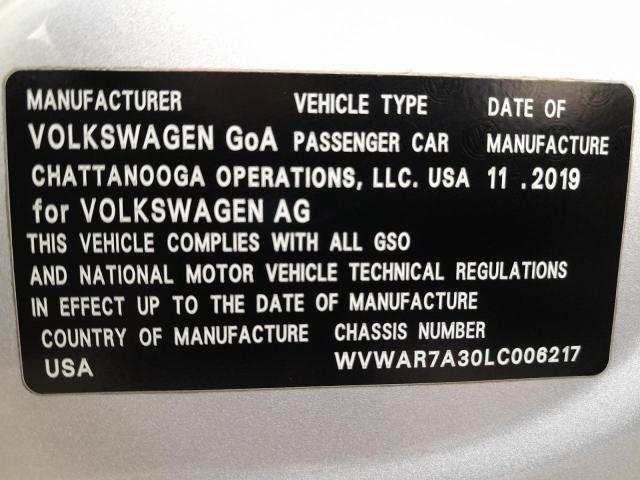 MANUFACTURER VEHICLE TYPE DATE OF
VOLKSWAGEN GoA PASSENGER CAR MANUFACTURE
CHATTANOOGA OPERATIONS, LLC. USA 11 .2019
for VOLKSWAGEN AG
THIS VEHICLE COMPLIES WITH ALL GSO
AND NATIONAL MOTOR VEHICLE TECHNICAL REGULATIONS
IN EFFECT UP TO THE DATE OF MANUFACTURE
COUNTRY OF MANUFACTURE CHASSIS NUMBER
USA WVWAR7A30LC006217